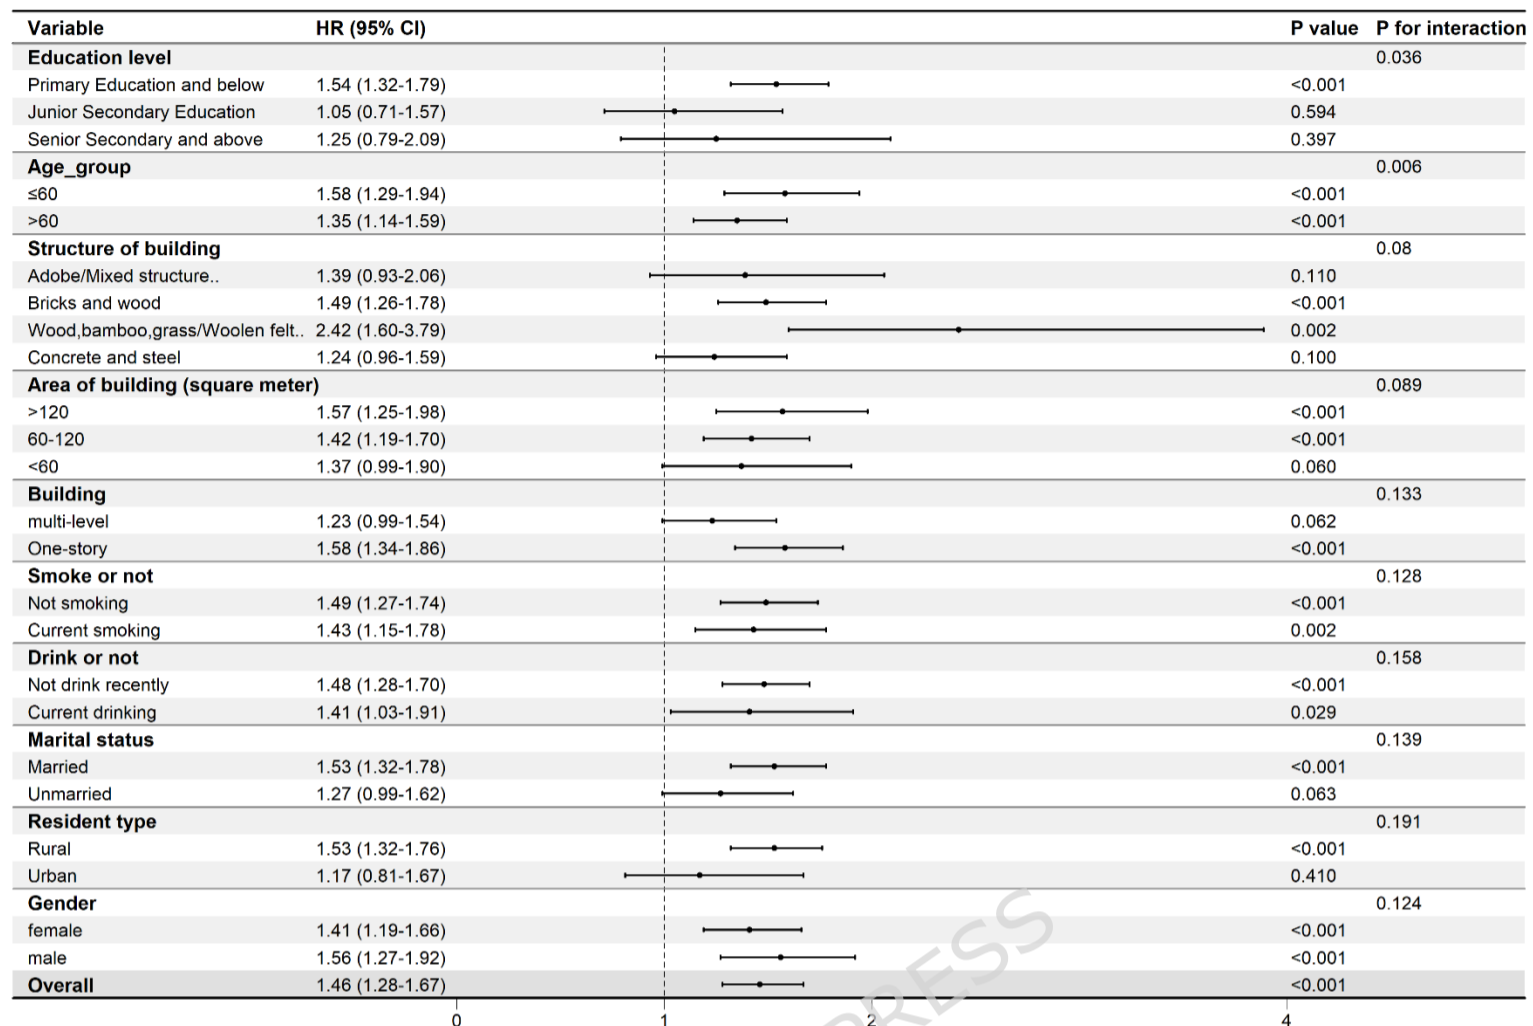 Variable HR (95% CI) P value P for interaction
Education level 0.036
Primary Education and below 1.54 (1.32-1.79) <0.001
Junior Secondary Education 1.05 (0.71-1.57) 0.594
Senior Secondary and above 1.25 (0.79-2.09) 0.397
Age_group 0.006
≤60 1.58 (1.29-1.94) <0.001
>60 1.35 (1.14-1.59) <0.001
Structure of building 0.08
Adobe/Mixed structure.. 1.39 (0.93-2.06) 0.110
Bricks and wood 1.49 (1.26-1.78) <0.001
Wood,bamboo,grass/Woolen felt.. 2.42 (1.60-3.79) 0.002
Concrete and steel 1.24 (0.96-1.59) 0.100
Area of building (square meter) 0.089
>120 1.57 (1.25-1.98) <0.001
60-120 1.42 (1.19-1.70) <0.001
<60 1.37 (0.99-1.90) 0.060
Building 0.133
multi-level 1.23 (0.99-1.54) 0.062
One-story 1.58 (1.34-1.86) <0.001
Smoke or not 0.128
Not smoking 1.49 (1.27-1.74) <0.001
Current smoking 1.43 (1.15-1.78) 0.002
Drink or not 0.158
Not drink recently 1.48 (1.28-1.70) <0.001
Current drinking 1.41 (1.03-1.91) 0.029
Marital status 0.139
Married 1.53 (1.32-1.78) <0.001
Unmarried 1.27 (0.99-1.62) 0.063
Resident type 0.191
Rural 1.53 (1.32-1.76) <0.001
Urban 1.17 (0.81-1.67) 0.410
Gender 0.124
female 1.41 (1.19-1.66) <0.001
male 1.56 (1.27-1.92) <0.001
Overall 1.46 (1.28-1.67) <0.001
0 1 2 4
PRESS